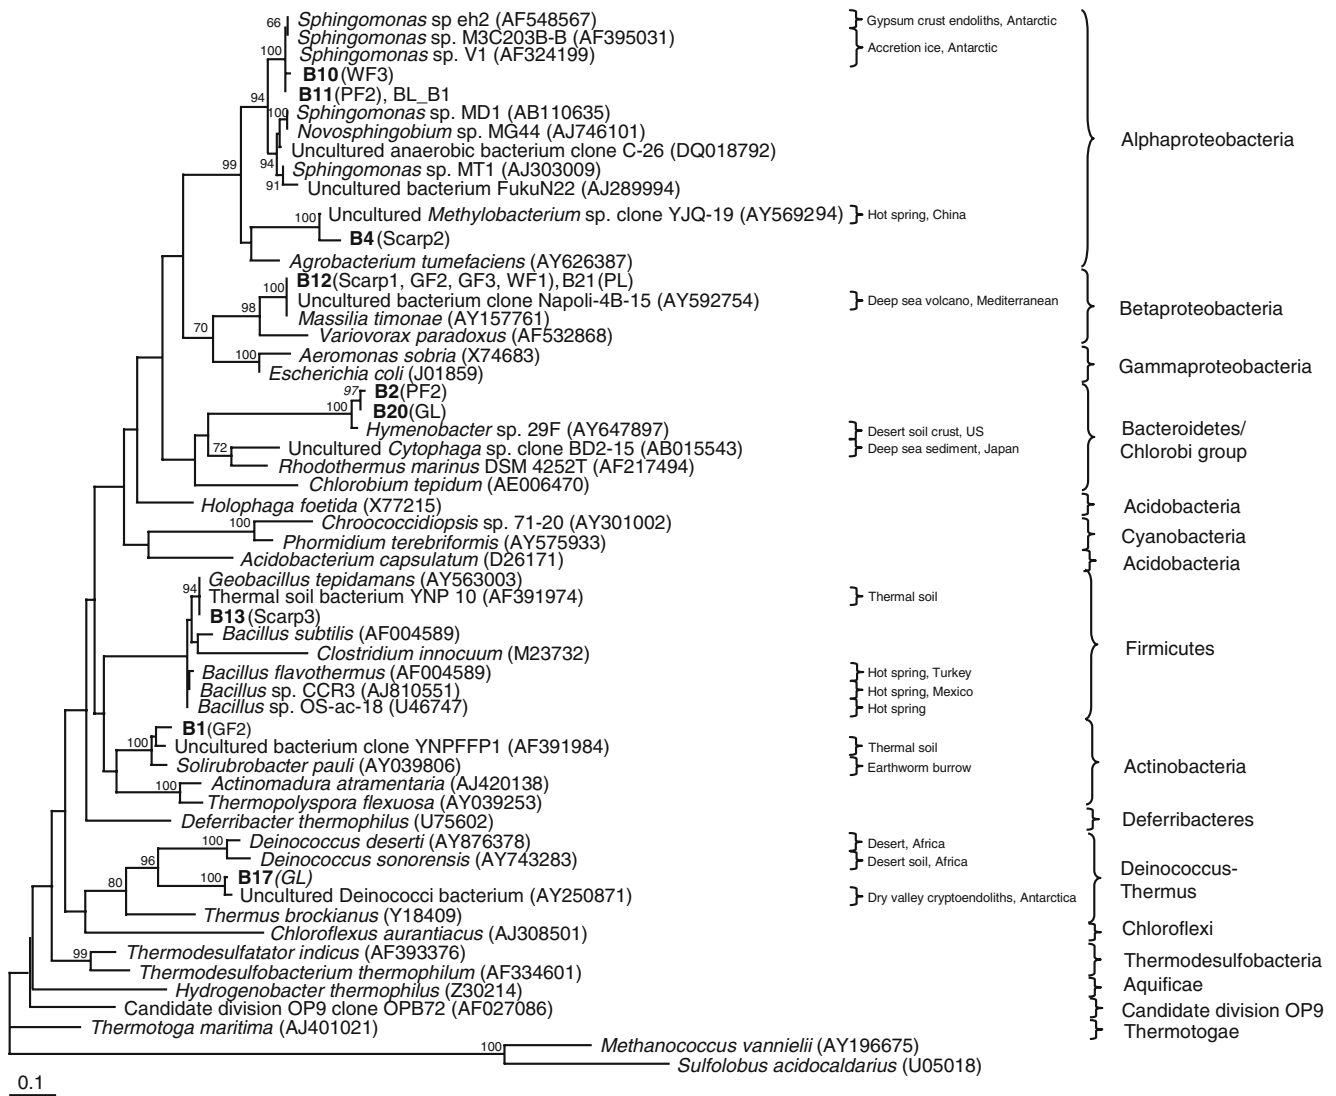 66 Sphingomonas sp eh2 (AF548567) Gypsum crust endoliths, Antarctic
Sphingomonas sp. M3C203B-B (AF395031)
Accretion ice, Antarctic
100 Sphingomonas sp. V1 (AF324199)
B10(WF3)
94 B11(PF2), BL_B1
100 Sphingomonas sp. MD1 (AB110635)
Novosphingobium sp. MG44 (AJ746101)
Alphaproteobacteria
Uncultured anaerobic bacterium clone C-26 (DQ018792)
99 94 Sphingomonas sp. MT1 (AJ303009)
91 Uncultured bacterium FukuN22 (AJ289994)
100 Uncultured Methylobacterium sp. clone YJQ-19 (AY569294) Hot spring, China
B4(Scarp2)
Agrobacterium tumefaciens (AY626387)
B12(Scarp1, GF2, GF3, WF1), B21(PL)
100 Uncultured bacterium clone Napoli-4B-15 (AY592754) Deep sea volcano, Mediterranean
Betaproteobacteria
98 Massilia timonae (AY157761)
70 Variovorax paradoxus (AF532868)
100 Aeromonas sobria (X74683)
Gammaproteobacteria
Escherichia coli (J01859)
97 B2(PF2)
100 B20(GL)
Hymenobacter sp. 29F (AY647897) Desert soil crust, US
Bacteroidetes/
Chlorobi group
72 Uncultured Cytophaga sp. clone BD2-15 (AB015543) Deep sea sediment, Japan
Rhodothermus marinus DSM 4252T (AF217494)
Chlorobium tepidum (AE006470)
Holophaga foetida (X77215) Acidobacteria
100 Chroococcidiopsis sp. 71-20 (AY301002)
Cyanobacteria
Phormidium terebriformis (AY575933)
Acidobacterium capsulatum (D26171) Acidobacteria
Geobacillus tepidamans (AY563003)
94 Thermal soil bacterium YNP 10 (AF391974) Thermal soil
B13(Scarp3)
Bacillus subtilis (AF004589)
Firmicutes
Clostridium innocuum (M23732)
Bacillus flavothermus (AF004589) Hot spring, Turkey
Bacillus sp. CCR3 (AJ810551) Hot spring, Mexico
Bacillus sp. OS-ac-18 (U46747) Hot spring
B1(GF2)
100 Uncultured bacterium clone YNPFFP1 (AF391984) Thermal soil
Solirubrobacter pauli (AY039806) Earthworm burrow
Actinobacteria
100 Actinomadura atramentaria (AJ420138)
Thermopolyspora flexuosa (AY039253)
Deferribacter thermophilus (U75602) Deferribacteres
100 Deinococcus deserti (AY876378) Desert, Africa
96 Deinococcus sonorensis (AY743283) Desert soil, Africa
Deinococcus-
Thermus
80 100 B17(GL)
Uncultured Deinococci bacterium (AY250871) Dry valley cryptoendoliths, Antarctica
Thermus brockianus (Y18409)
Chloroflexus aurantiacus (AJ308501) Chloroflexi
99 Thermodesulfatator indicus (AF393376)
Thermodesulfobacteria
Thermodesulfobacterium thermophilum (AF334601)
Hydrogenobacter thermophilus (Z30214) Aquificae
Candidate division OP9 clone OPB72 (AF027086) Candidate division OP9
Thermotoga maritima (AJ401021) Thermotogae
100 Methanococcus vannielii (AY196675)
Sulfolobus acidocaldarius (U05018)
0.1